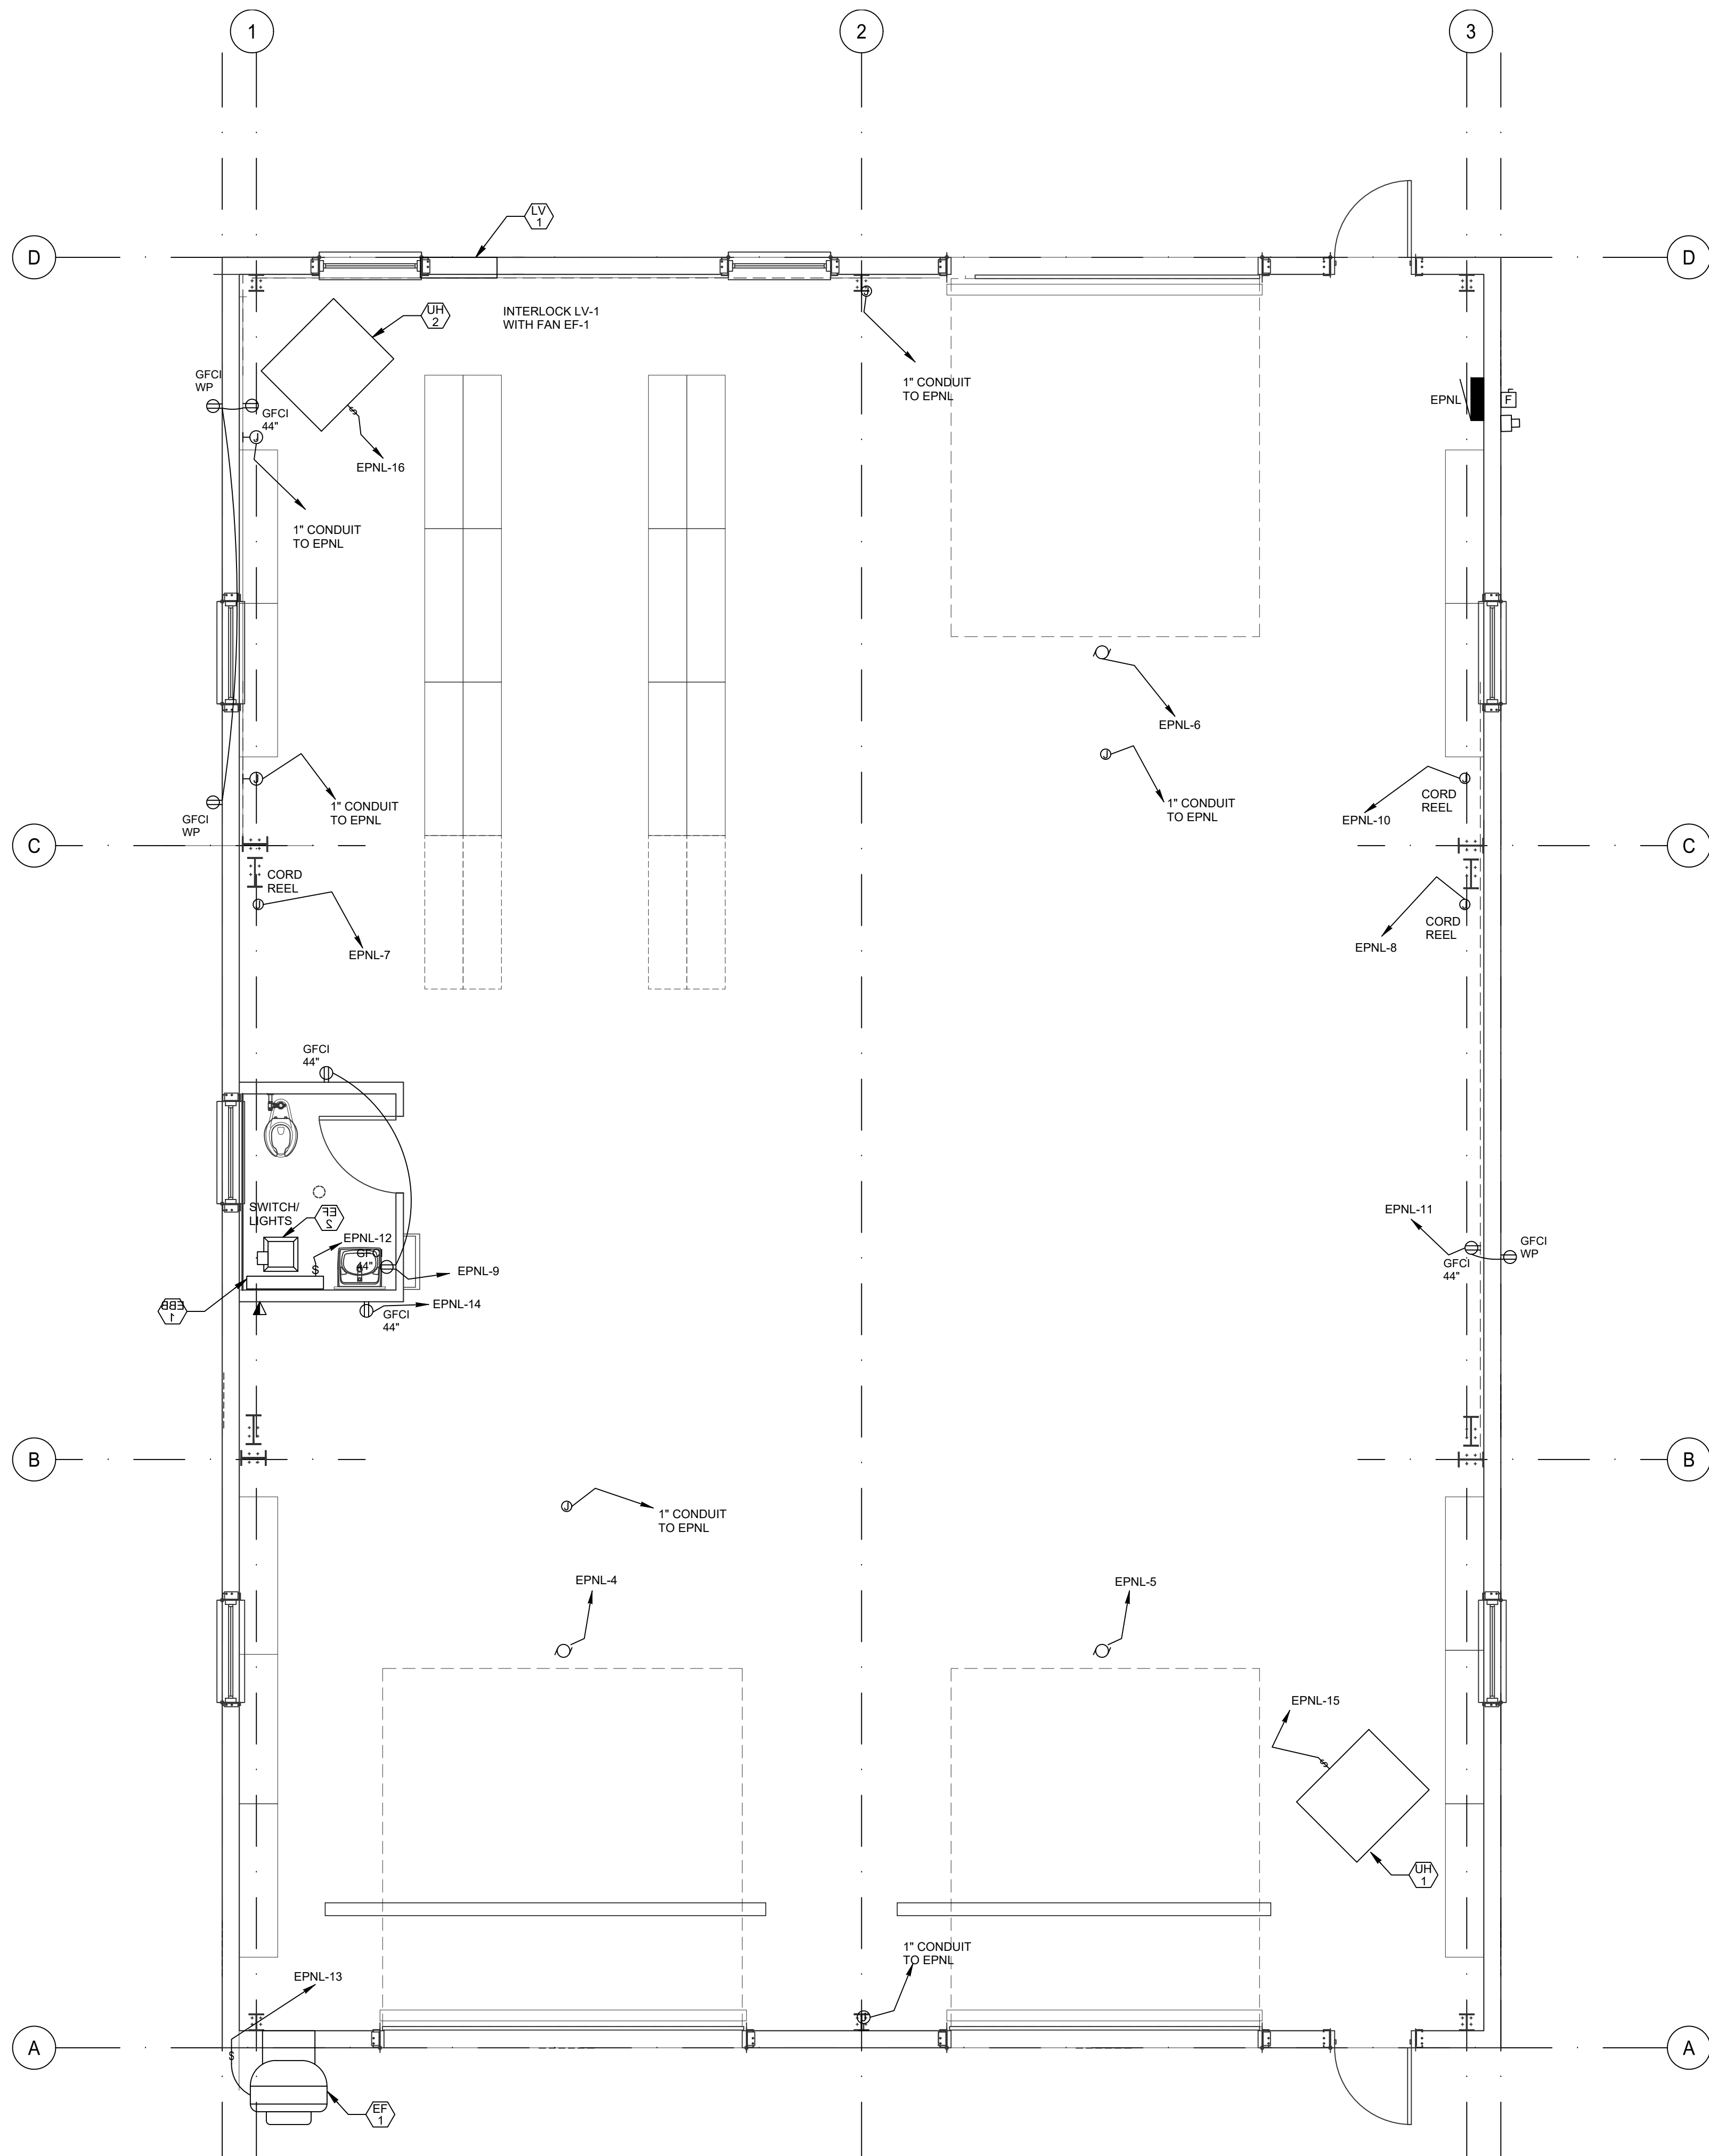 1
2
3
LV
1
D
D
UH
2
INTERLOCK LV-1
WITH FAN EF-1
GFCI
WP
GFCI
44"
J
EPNL-16
1" CONDUIT
TO EPNL
J
1" CONDUIT
TO EPNL
EPNL
F
EPNL-6
J
1" CONDUIT
TO EPNL
J
1" CONDUIT
TO EPNL
GFCI
WP
J
CORD
REEL
EPNL-10
C
C
CORD
REEL
J
EPNL-7
J
CORD
REEL
EPNL-8
GFCI
44"
SWITCH/
LIGHTS
EF
2
EPNL-12
GFCI
44"
$
EPNL-9
EBB
1
EPNL-14
GFCI
44"
EPNL-11
GFCI
44"
GFCI
WP
B
B
J
1" CONDUIT
TO EPNL
EPNL-4
EPNL-5
EPNL-15
$
UH
1
1" CONDUIT
TO EPNL
J
EPNL-13
A
A
$
EF
1